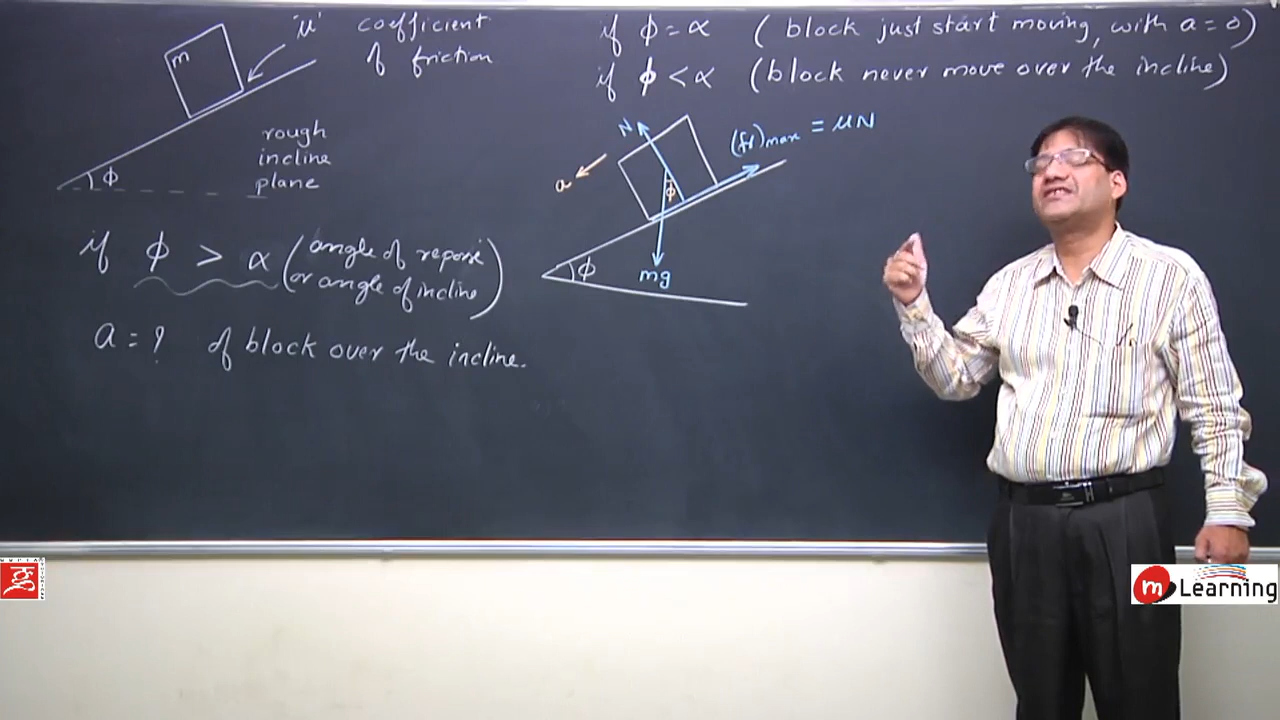 'μ' coefficient
of friction
m
rough
incline
plane
ϕ
if ϕ = α (block just start moving, with a = 0)
if ϕ < α (block never move over the incline)
N
(fs)max = μN
a
ϕ
ϕ
mg
if ϕ > α (angle of repose
or angle of incline)
a = ? of block over the incline.
m Learning